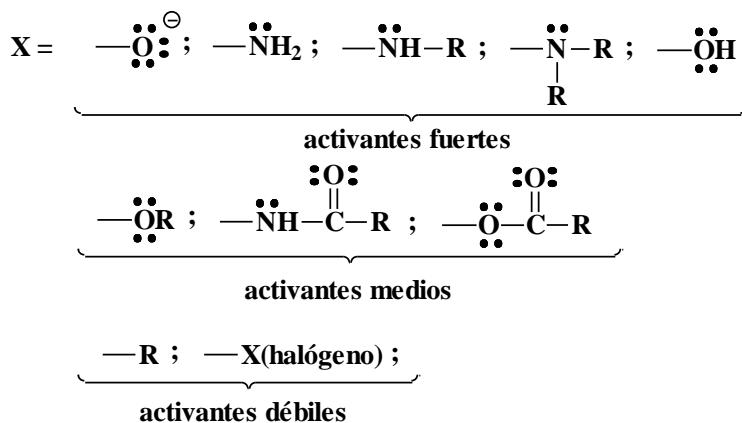 X = —O ⊖ ; —NH2 ; —NH—R ; —N—R ; —OH
R
activantes fuertes
O
—OR ; —NH—C—R ; —O—C—R
O
activantes medios
—R ; —X(halógeno) ;
activantes débiles